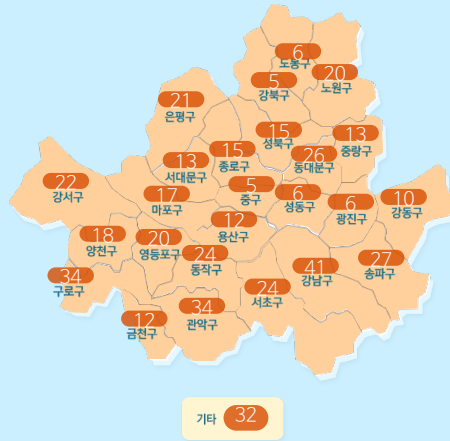 6
도봉구
20
노원구
5
강북구
21
은평구
15
성북구
13
중랑구
15
종로구
26
동대문구
13
서대문구
22
강서구
17
마포구
5
중구
6
성동구
6
광진구
10
강동구
12
용산구
18
양천구
20
영등포구
24
동작구
41
강남구
27
송파구
34
구로구
24
서초구
12
금천구
34
관악구
기타 32